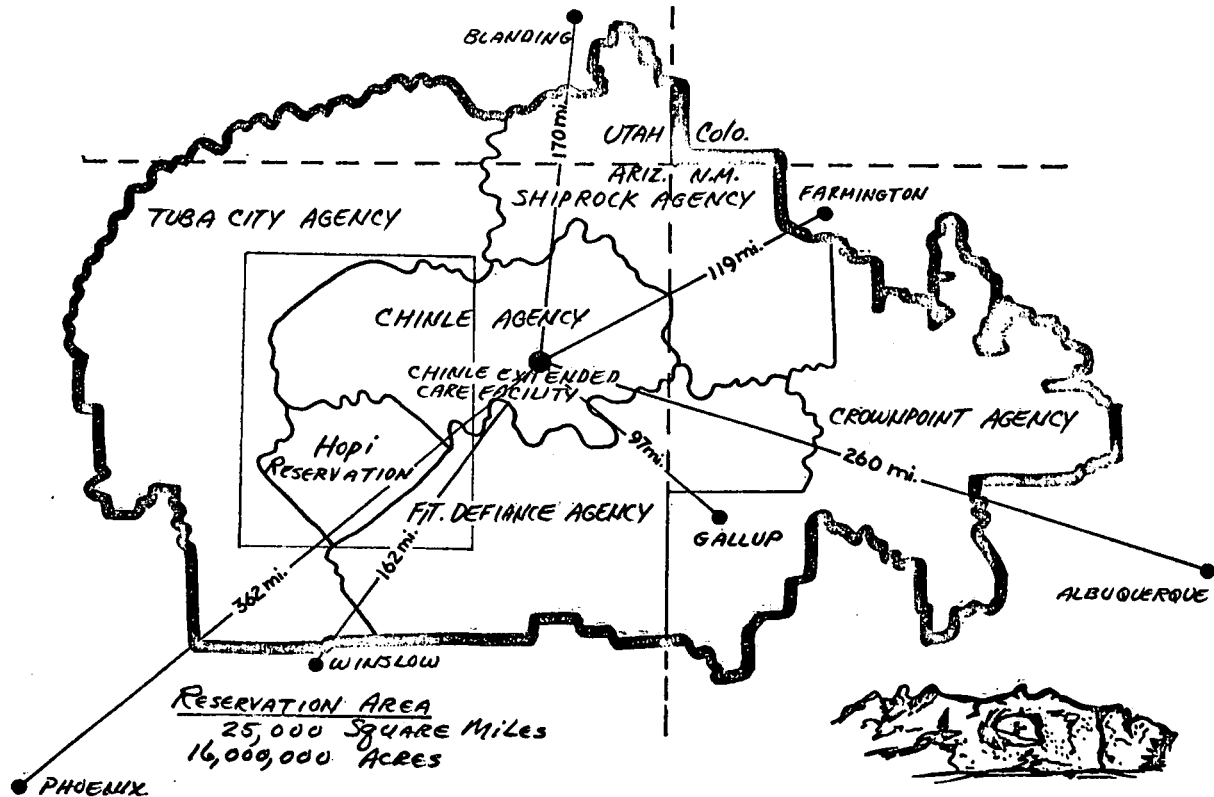 BLANDING
170 mi.
UTAH
Colo.
ARIZ.
N.M.
TUBA CITY AGENCY
SHIPROCK AGENCY
FARMINGTON
119 mi.
CHINLE AGENCY
CHINLE EXTENDED
CARE FACILITY
CROWNPOINT AGENCY
Hopi
RESERVATION
97 mi.
260 mi.
FT. DEFIANCE AGENCY
GALLUP
162 mi.
362 mi.
ALBUQUERQUE
WINSLOW
RESERVATION AREA
25,000 SQUARE MILES
16,000,000 ACRES
PHOENIX